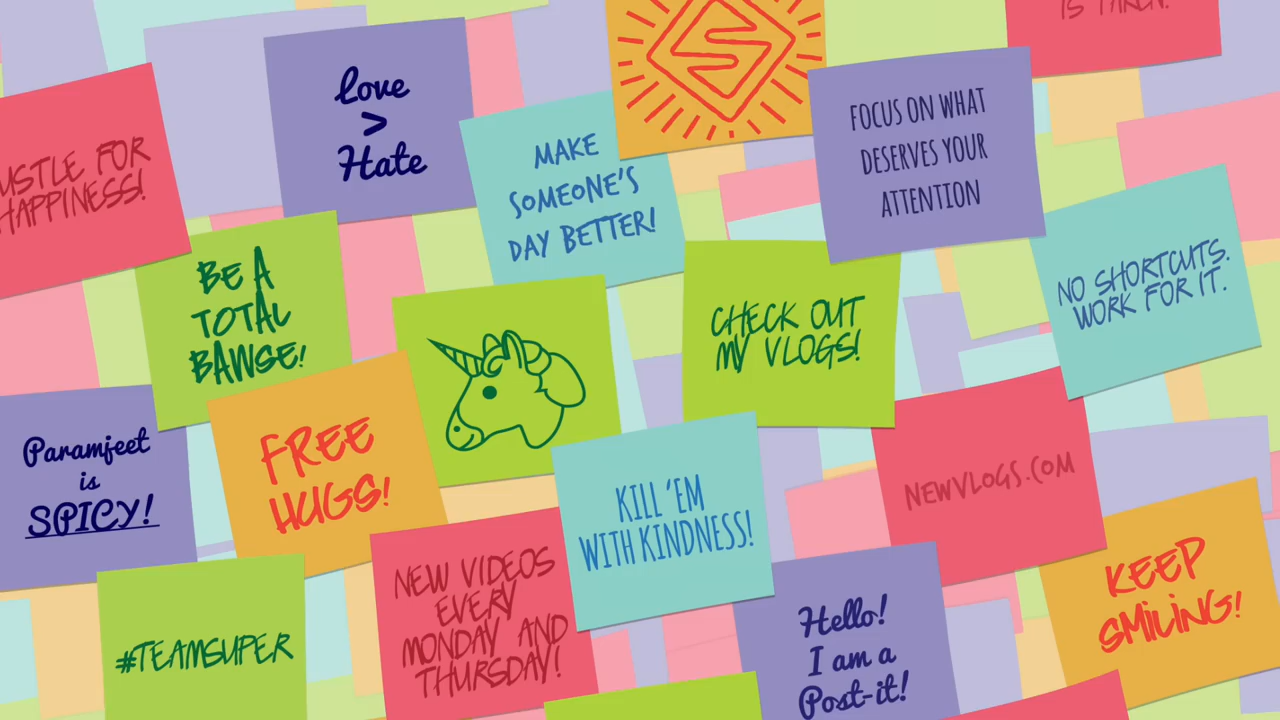 IS TAKEN.
Love
>
Hate
FOCUS ON WHAT
DESERVES YOUR
ATTENTION
MAKE
SOMEONE'S
DAY BETTER!
USTLE FOR
HAPPINESS!
BE A
TOTAL
BAWSE!
NO SHORTCUTS.
WORK FOR IT.
CHECK OUT
MY VLOGS!
Paramjeet
is
SPICY!
FREE
HUGS!
NEWVLOGS.COM
KILL 'EM
WITH KINDNESS!
KEEP
SMILING!
NEW VIDEOS
EVERY
MONDAY AND
THURSDAY!
#TEAMSUPER
Hello!
I am a
Post-it!